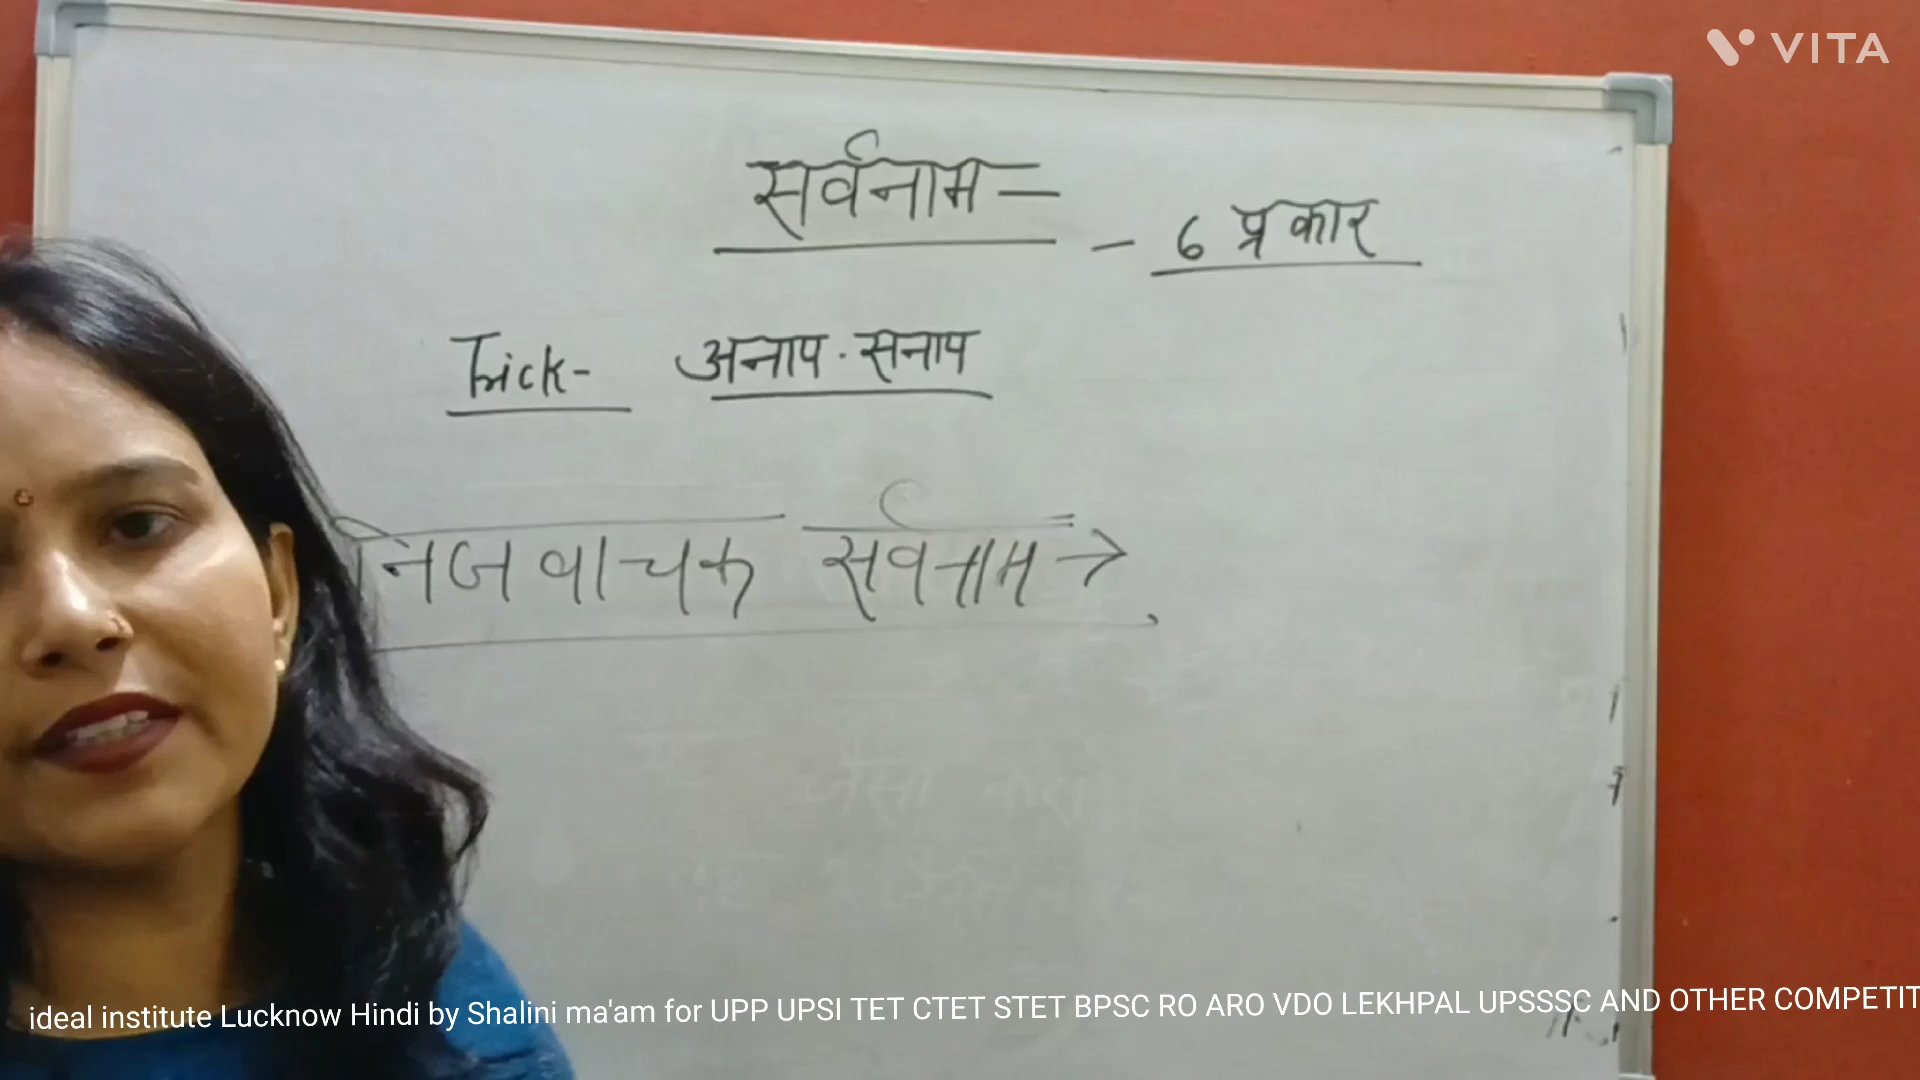 VITA
सर्वनाम –
– 6 प्रकार
Trick- अनाप . सनाप
निजवाचक सर्वनाम →
ideal institute Lucknow Hindi by Shalini ma'am for UPP UPSI TET CTET STET BPSC RO ARO VDO LEKHPAL UPSSSC AND OTHER COMPETIT